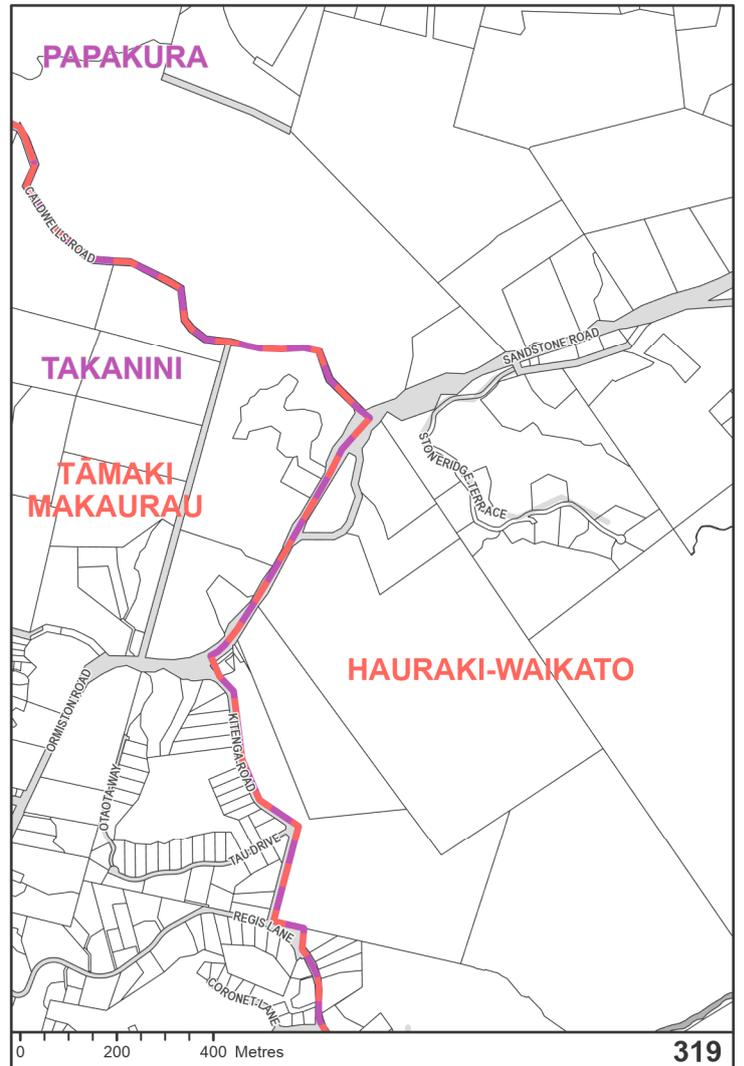 PAPAKURA
CALDWELLS ROAD
SANDSTONE ROAD
TAKANINI
STONERIDGE TERRACE
TĀMAKI
MAKAURAU
HAURAKI-WAIKATO
ORMISTON ROAD
KITENGA ROAD
OTAOTA WAY
TAU DRIVE
REGIS LANE
CORONET LANE
0 200 400 Metres
319